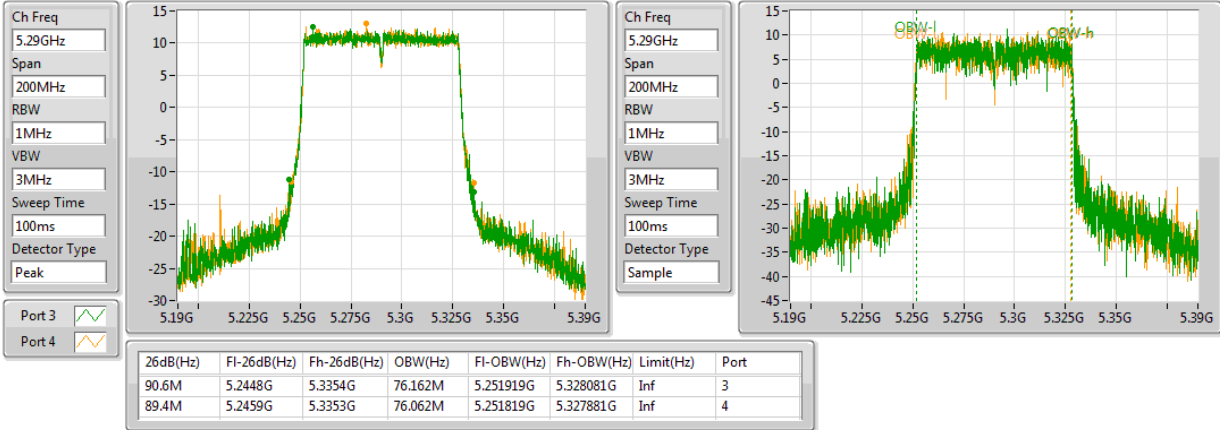 Ch Freq
5.29GHz
Span
200MHz
RBW
1MHz
VBW
3MHz
Sweep Time
100ms
Detector Type
Peak
Port 3
Port 4
15
10
5
0
-5
-10
-15
-20
-25
-30
5.19G 5.225G 5.25G 5.275G 5.3G 5.325G 5.39G
Ch Freq
5.29GHz
Span
200MHz
RBW
1MHz
VBW
3MHz
Sweep Time
100ms
Detector Type
Sample
15
10
5
0
-5
-10
-15
-20
-25
-30
-35
-40
-45
OBW-l
OBW-h
5.19G 5.225G 5.25G 5.275G 5.3G 5.325G 5.39G
26dB(Hz) Fl-26dB(Hz) Fh-26dB(Hz) OBW(Hz) Fl-OBW(Hz) Fh-OBW(Hz) Limit(Hz) Port
90.6M 5.2448G 5.3354G 76.162M 5.251919G 5.328081G Inf 3
89.4M 5.2459G 5.3353G 76.062M 5.251819G 5.327881G Inf 4